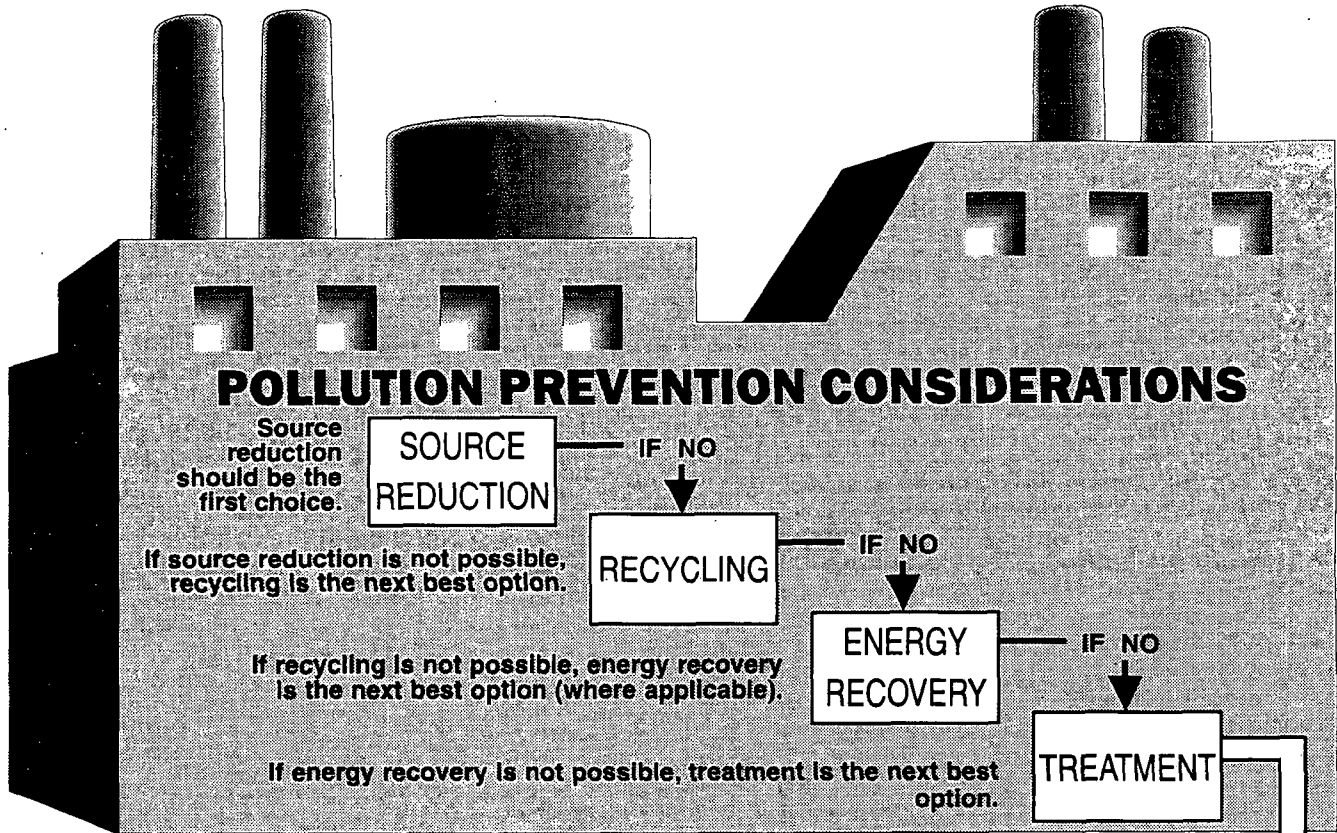 POLLUTION PREVENTION CONSIDERATIONS
Source
reduction
should be the
first choice.
SOURCE
REDUCTION
IF NO
If source reduction is not possible,
recycling is the next best option.
RECYCLING
IF NO
If recycling is not possible, energy recovery
is the next best option (where applicable).
ENERGY
RECOVERY
IF NO
If energy recovery is not possible, treatment is the next best
option.
TREATMENT